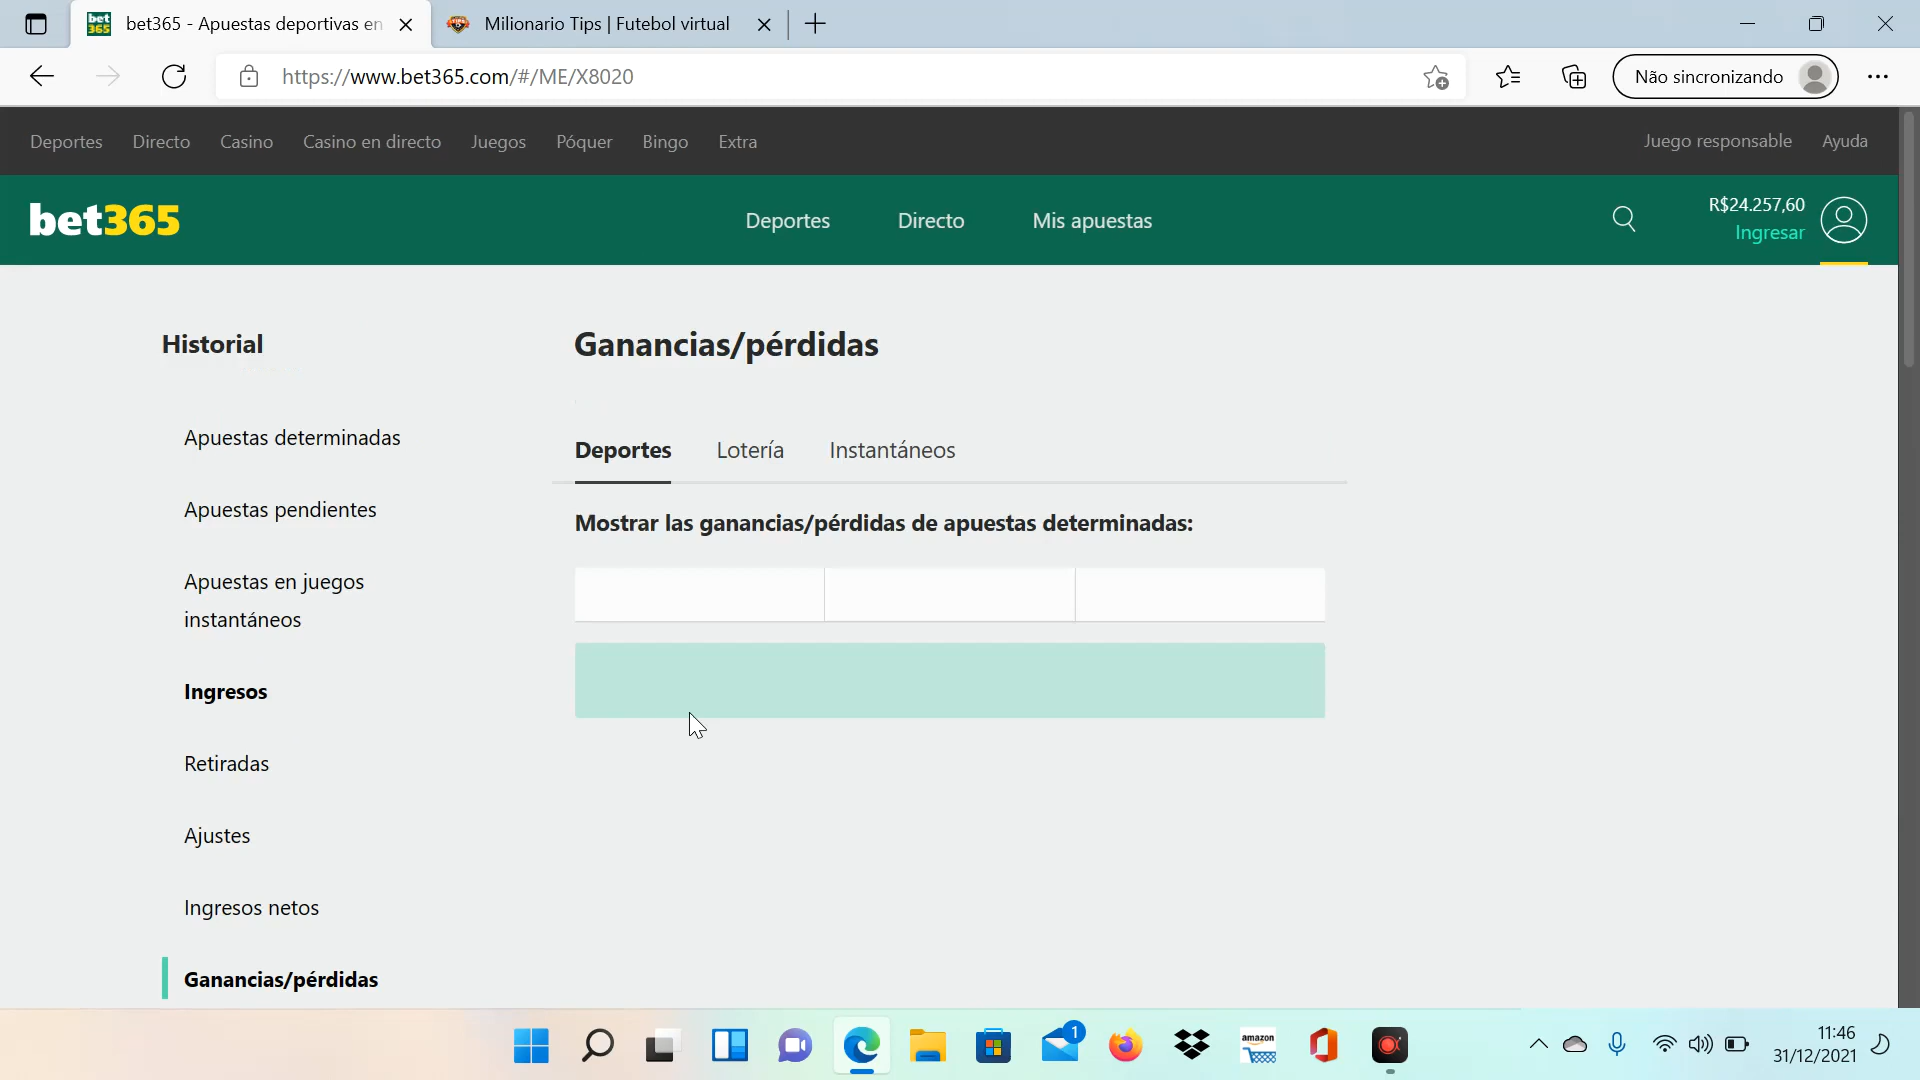 bet365 - Apuestas deportivas en
Milionario Tips | Futebol virtual
https://www.bet365.com/#/ME/X8020
Não sincronizando
Deportes
Directo
Casino
Casino en directo
Juegos
Póquer
Bingo
Extra
Juego responsable
Ayuda
bet365
Deportes
Directo
Mis apuestas
R$24.257,60
Ingresar
Historial
Apuestas determinadas
Apuestas pendientes
Apuestas en juegos
instantáneos
Ingresos
Retiradas
Ajustes
Ingresos netos
Ganancias/pérdidas
Ganancias/pérdidas
Deportes
Lotería
Instantáneos
Mostrar las ganancias/pérdidas de apuestas determinadas:
1
amazon
11:46
31/12/2021